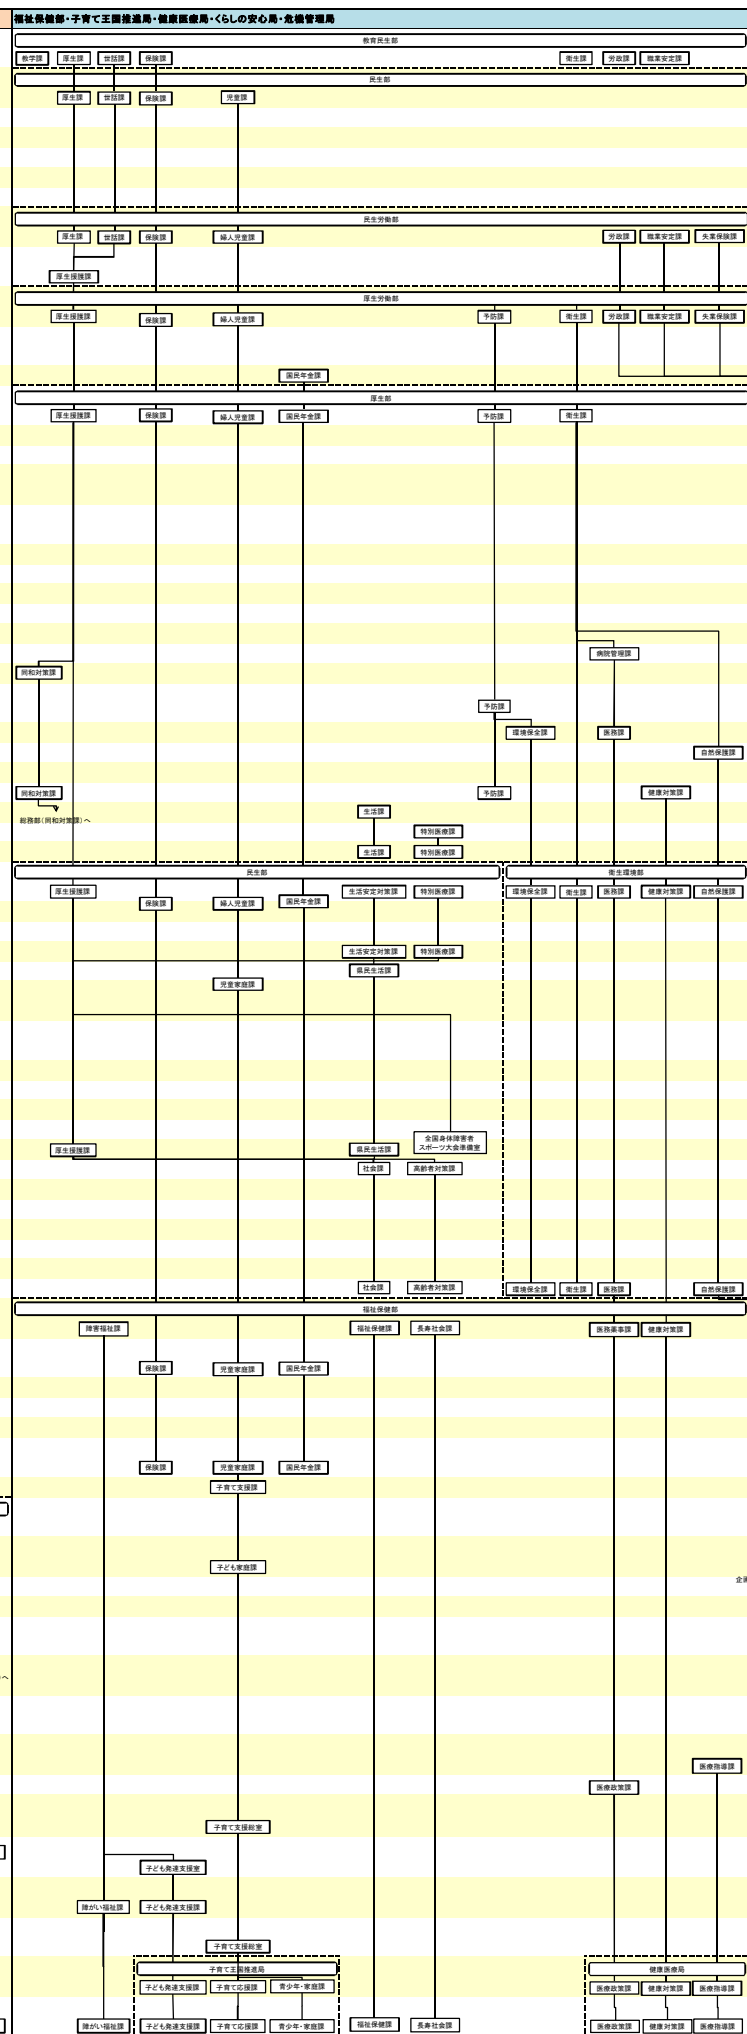 福祉保健部・子育て王国推進局・健康医療局・くらしの安心局・危機管理局
教育民生部
教学課 厚生課 世話課 保険課 衛生課 労政課 職業安定課
民生部
厚生課 世話課 保険課 児童課
民生労働部
厚生課 世話課 保険課 婦人児童課 労政課 職業安定課 失業保険課
厚生援護課
厚生労働部
厚生援護課 保険課 婦人児童課 予防課 衛生課 労政課 職業安定課 失業保険課
国民年金課
厚生部
厚生援護課 保険課 婦人児童課 国民年金課 予防課 衛生課
病院管理課
同和対策課
予防課
環境保全課 医務課
自然保護課
同和対策課 予防課 健康対策課
生活課
総務部(同和対策課)へ
特別医療課
生活課 特別医療課
民生部 衛生環境部
厚生援護課 保険課 婦人児童課 国民年金課 生活安定対策課 特別医療課 環境保全課 衛生課 医務課 健康対策課 自然保護課
生活安定対策課 特別医療課
県民生活課
児童家庭課
全国身体障害者
スポーツ大会準備室
厚生援護課 県民生活課
社会課 高齢者対策課
社会課 高齢者対策課 環境保全課 衛生課 医務課 自然保護課
福祉保健部
障害福祉課 福祉保健課 長寿社会課 医務薬事課 健康対策課
保険課 児童家庭課 国民年金課
保険課 児童家庭課 国民年金課
子育て支援課
子ども家庭課
企画
へ
医療指導課
医療政策課
子育て支援総室
子ども発達支援室
障がい福祉課 子ども発達支援課
子育て支援総室
子育て王国推進局 健康医療局
子ども発達支援課 子育て応援課 青少年・家庭課 医療政策課 健康対策課 医療指導課
障がい福祉課 子ども発達支援課 子育て応援課 青少年・家庭課 福祉保健課 長寿社会課 医療政策課 健康対策課 医療指導課